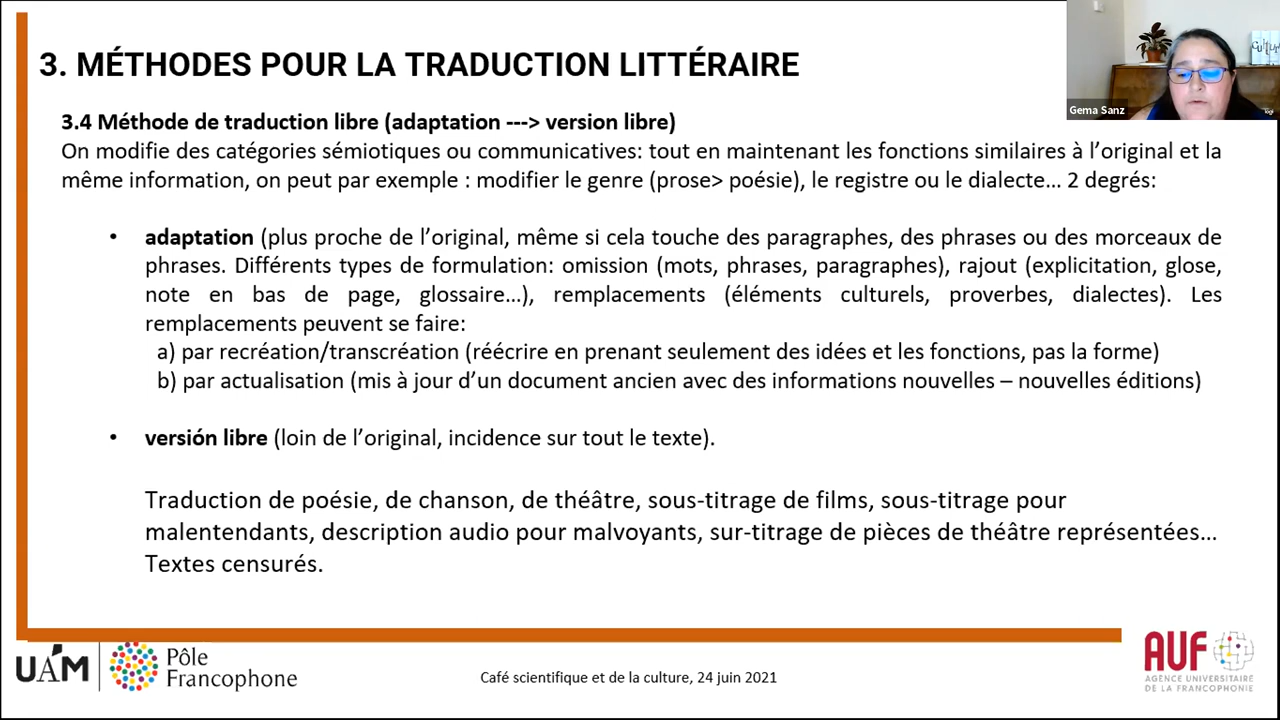 3. MÉTHODES POUR LA TRADUCTION LITTÉRAIRE
Gema Sanz
3.4 Méthode de traduction libre (adaptation ---> version libre)
On modifie des catégories sémiotiques ou communicatives: tout en maintenant les fonctions similaires à l’original et la
même information, on peut par exemple : modifier le genre (prose> poésie), le registre ou le dialecte… 2 degrés:
• adaptation (plus proche de l’original, même si cela touche des paragraphes, des phrases ou des morceaux de
phrases. Différents types de formulation: omission (mots, phrases, paragraphes), rajout (explicitation, glose,
note en bas de page, glossaire…), remplacements (éléments culturels, proverbes, dialectes). Les
remplacements peuvent se faire:
a) par recréation/transcréation (réécrire en prenant seulement des idées et les fonctions, pas la forme)
b) par actualisation (mis à jour d’un document ancien avec des informations nouvelles – nouvelles éditions)
• versión libre (loin de l’original, incidence sur tout le texte).
Traduction de poésie, de chanson, de théâtre, sous-titrage de films, sous-titrage pour
malentendants, description audio pour malvoyants, sur-titrage de pièces de théâtre représentées…
Textes censurés.
UAM
Pôle
Francophone
Café scientifique et de la culture, 24 juin 2021
AUF
AGENCE UNIVERSITAIRE
DE LA FRANCOPHONIE